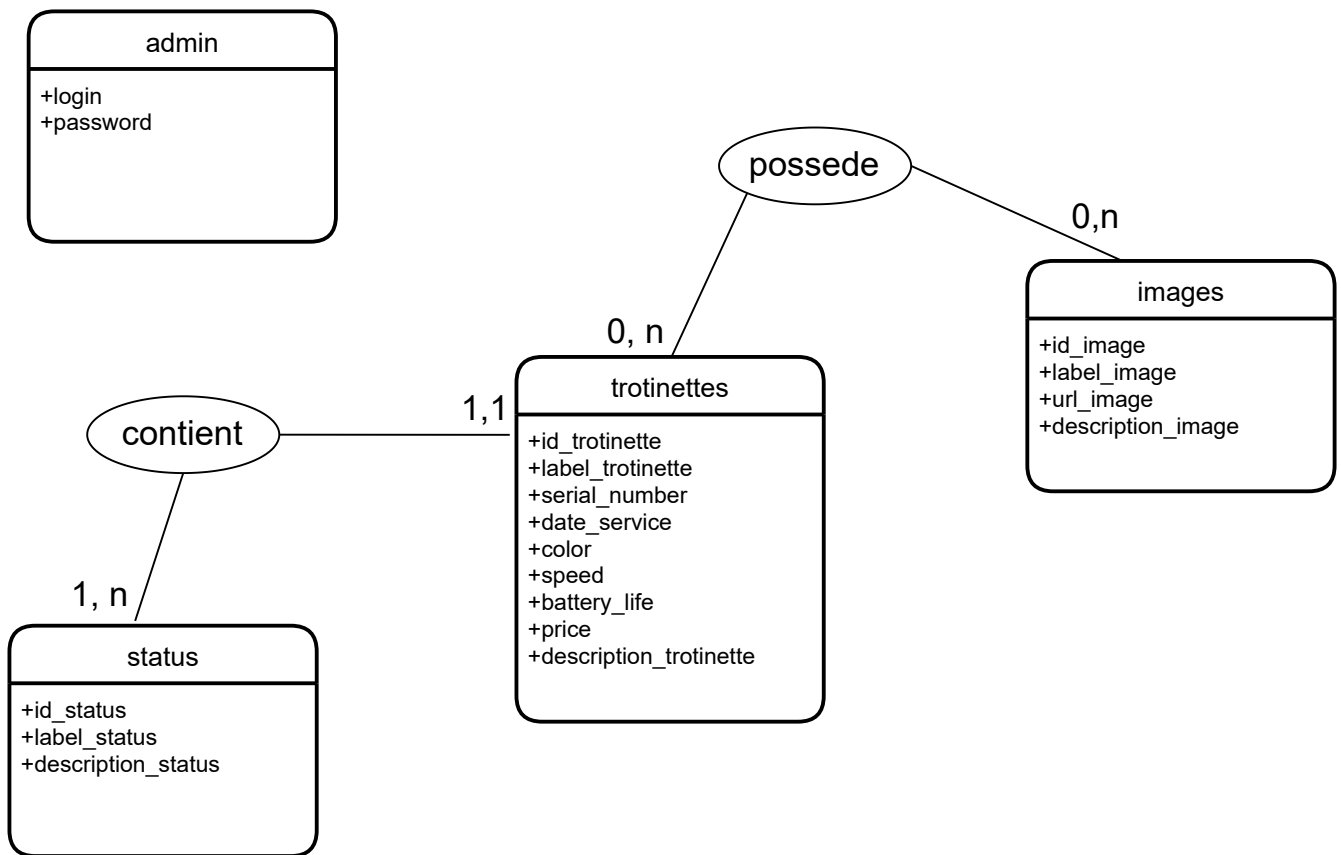 admin
+login
+password
possede
0,n
images
+id_image
+label_image
+url_image
+description_image
0, n
trotinettes
+id_trotinette
+label_trotinette
+serial_number
+date_service
+color
+speed
+battery_life
+price
+description_trotinette
1,1
contient
1, n
status
+id_status
+label_status
+description_status